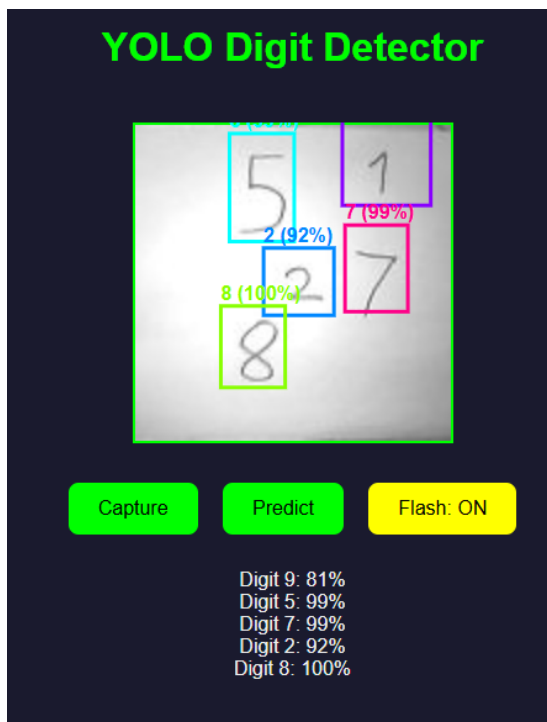 YOLO Digit Detector
5
1
7 (99%)
2 (92%)
2
7
8 (100%)
8
Capture
Predict
Flash: ON
Digit 9: 81%
Digit 5: 99%
Digit 7: 99%
Digit 2: 92%
Digit 8: 100%